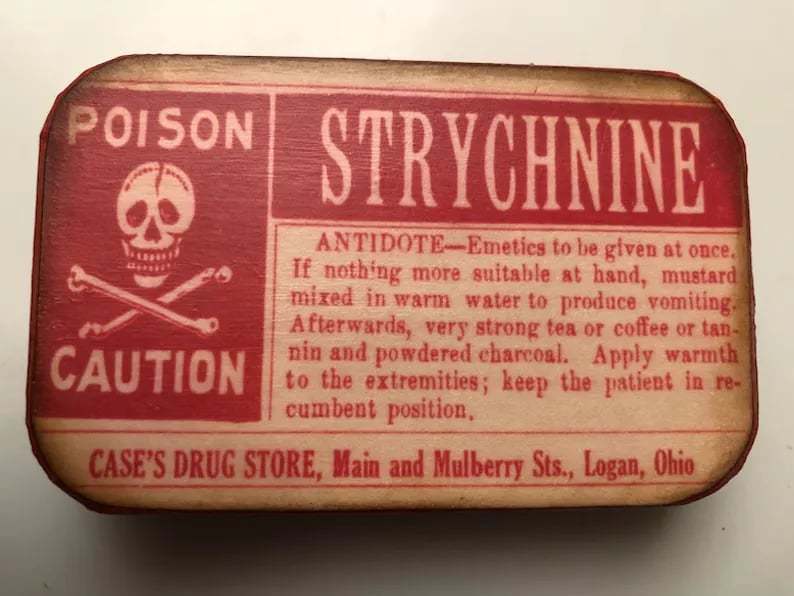 POISON
CAUTION
STRYCHNINE
ANTIDOTE—Emetics to be given at once.
If nothing more suitable at hand, mustard
mixed in warm water to produce vomiting.
Afterwards, very strong tea or coffee or tan-
nin and powdered charcoal. Apply warmth
to the extremities; keep the patient in re-
cumbent position.
CASE'S DRUG STORE, Main and Mulberry Sts., Logan, Ohio